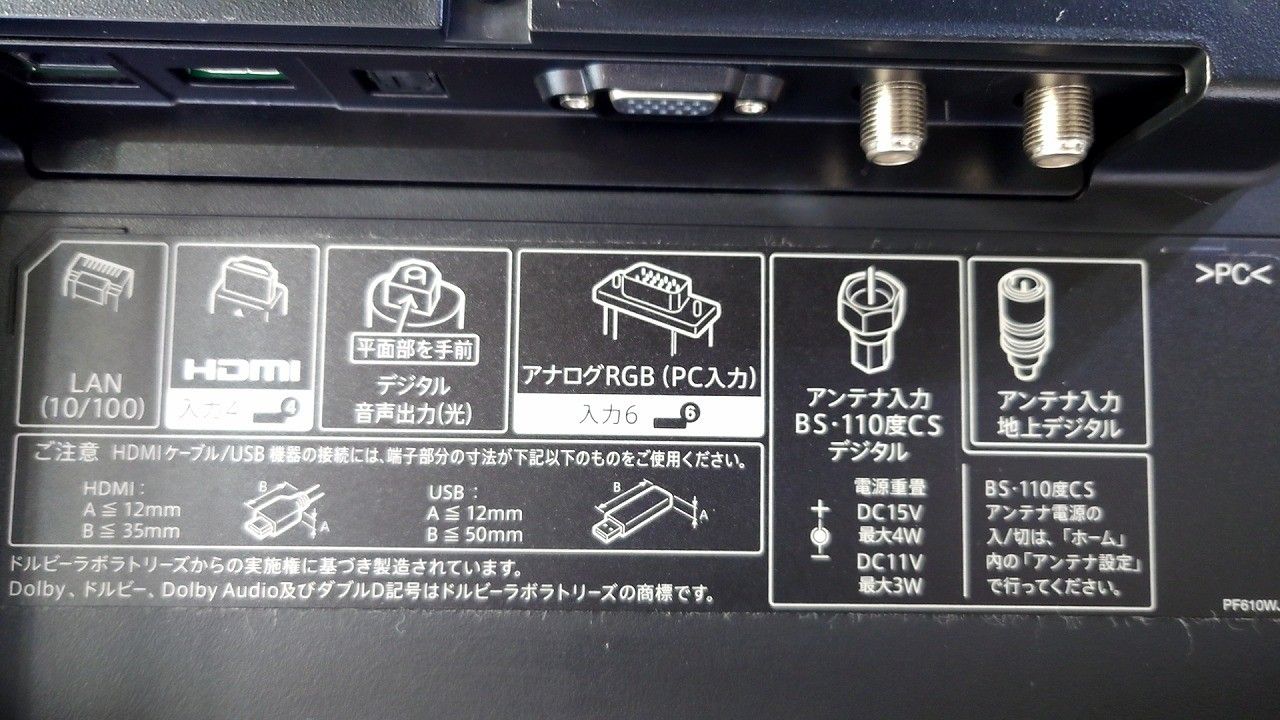 LAN
(10/100)
HDMI
入力4 4
平面部を手前
デジタル
音声出力(光)
アナログRGB (PC入力)
入力6 6
アンテナ入力
BS・110度CS
デジタル
電源重畳
+
DC15V
最大4W
−
DC11V
最大3W
アンテナ入力
地上デジタル
BS・110度CS
アンテナ電源の
入/切は、「ホーム」
内の「アンテナ設定」
で行ってください。
>PC<
ご注意 HDMIケーブル/USB 機器の接続には、端子部分の寸法が下記以下のものをご使用ください。
HDMI:
A ≦ 12mm
B ≦ 35mm
B
A
USB :
A ≦ 12mm
B ≦ 50mm
B
A
ドルビーラボラトリーズからの実施権に基づき製造されています。
Dolby、ドルビー、Dolby Audio及びダブルD記号はドルビーラボラトリーズの商標です。